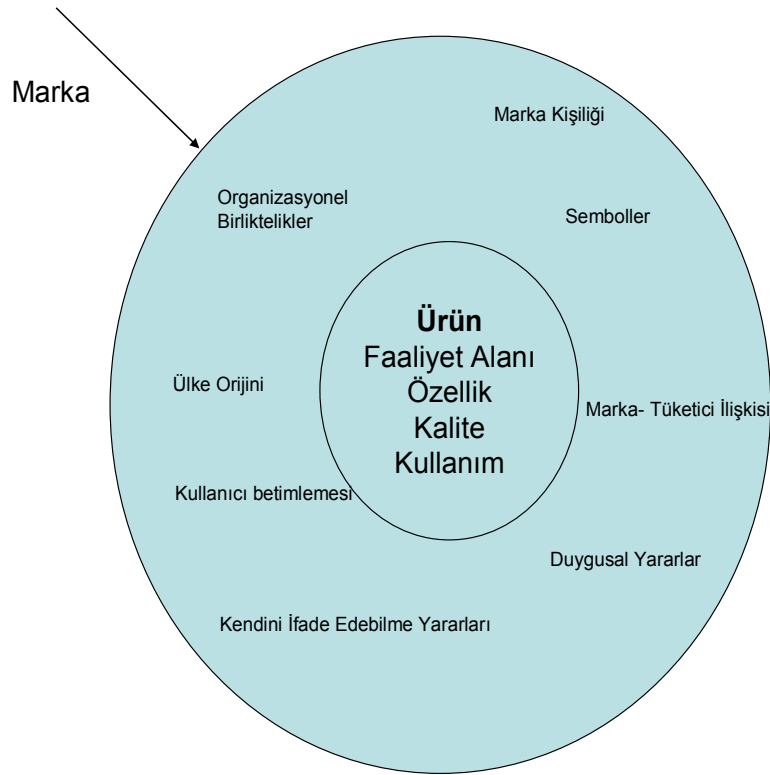 Marka
Marka Kişiliği
Organizasyonel
Birliktelikler
Semboller
Ürün
Faaliyet Alanı
Özellik
Kalite
Kullanım
Ülke Orijini
Marka- Tüketici İlişkisi
Kullanıcı betimlemesi
Duygusal Yararlar
Kendini İfade Edebilme Yararları